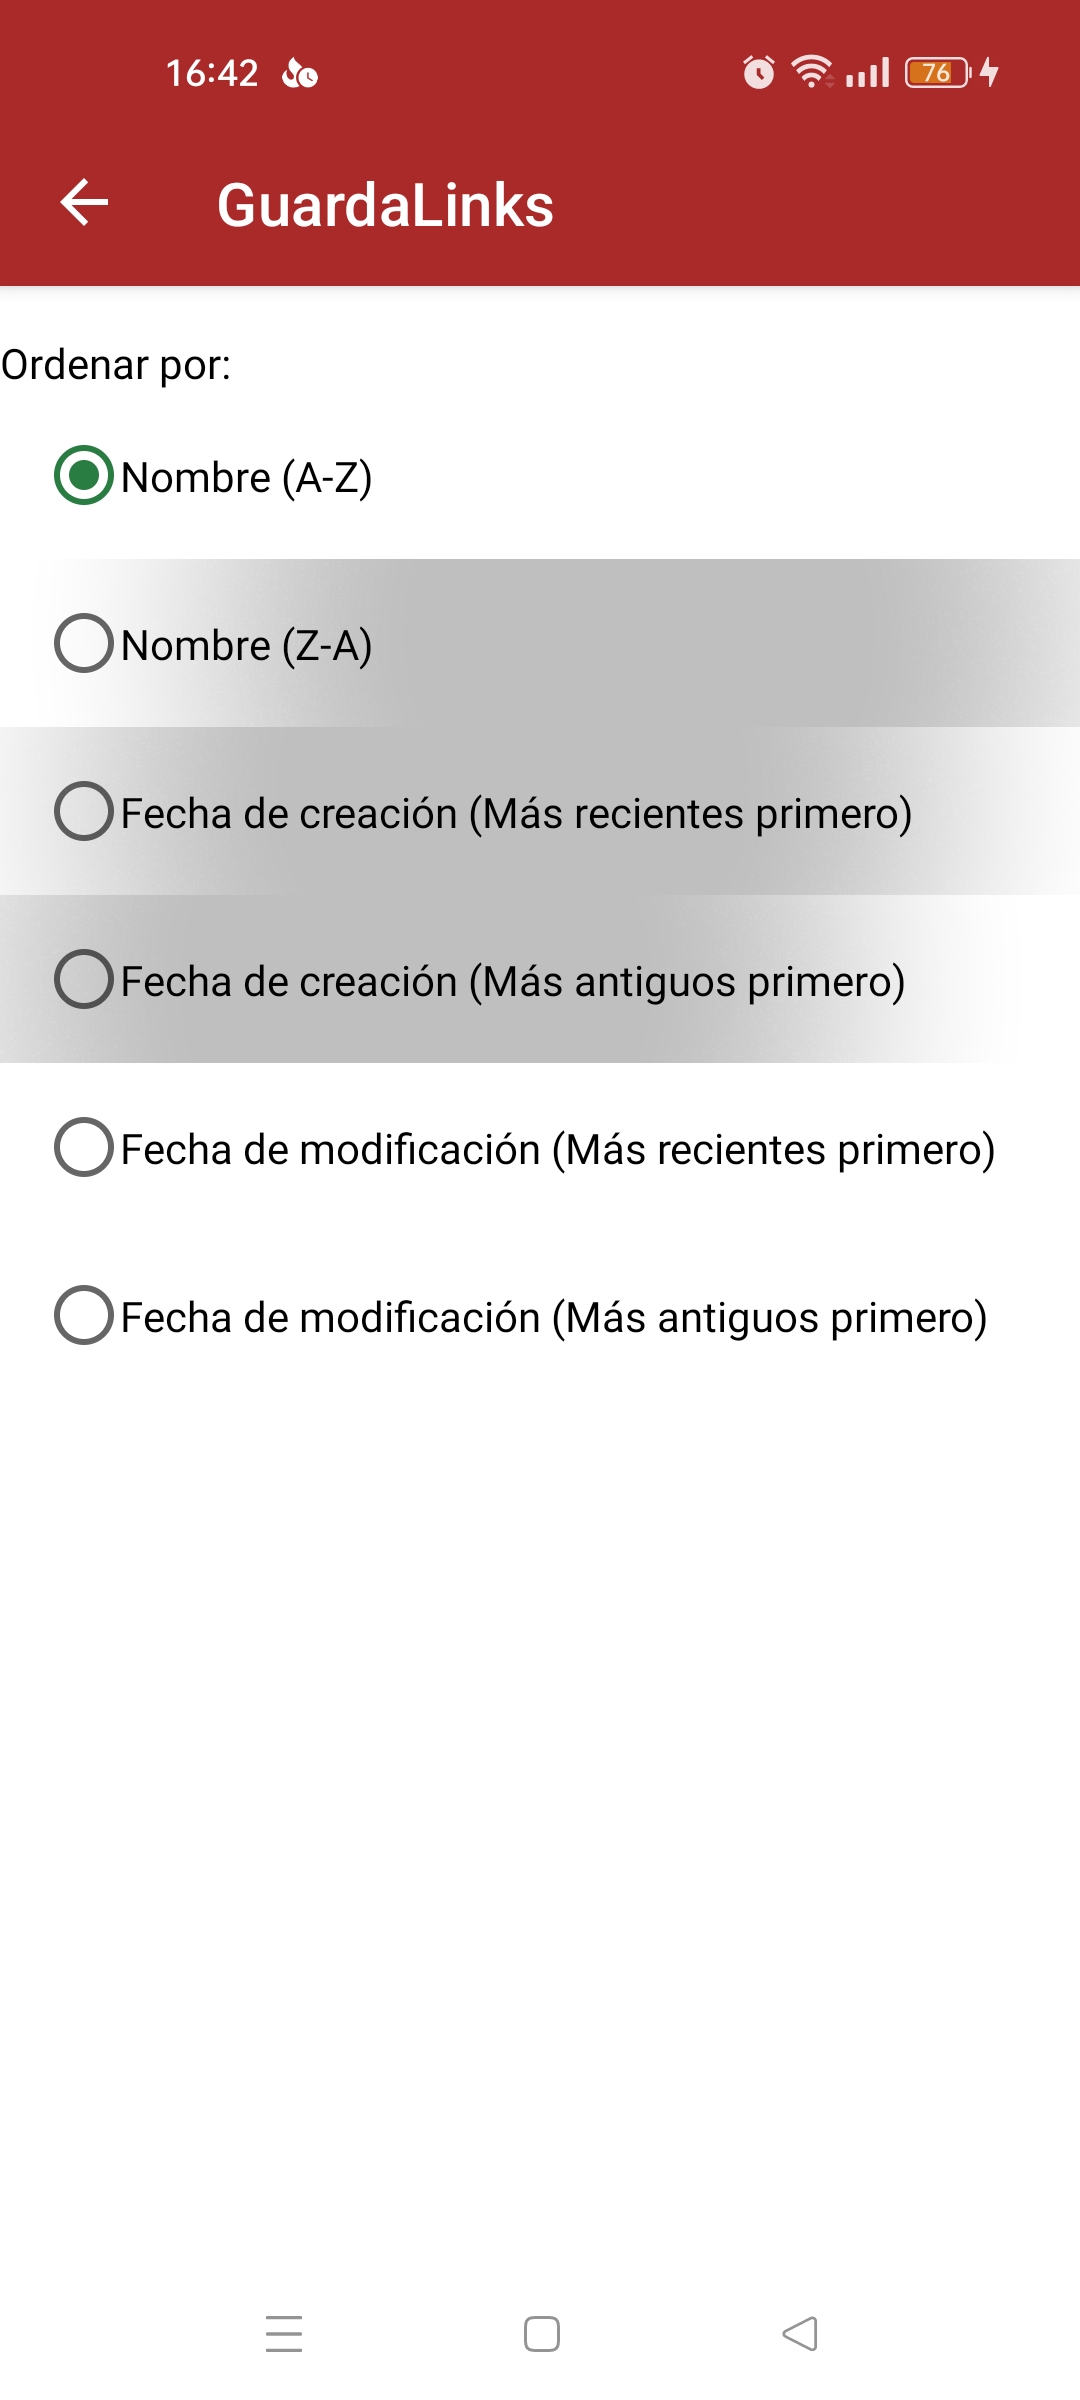 16:42
76
GuardaLinks
Ordenar por:
Nombre (A-Z)
Nombre (Z-A)
Fecha de creación (Más recientes primero)
Fecha de creación (Más antiguos primero)
Fecha de modificación (Más recientes primero)
Fecha de modificación (Más antiguos primero)